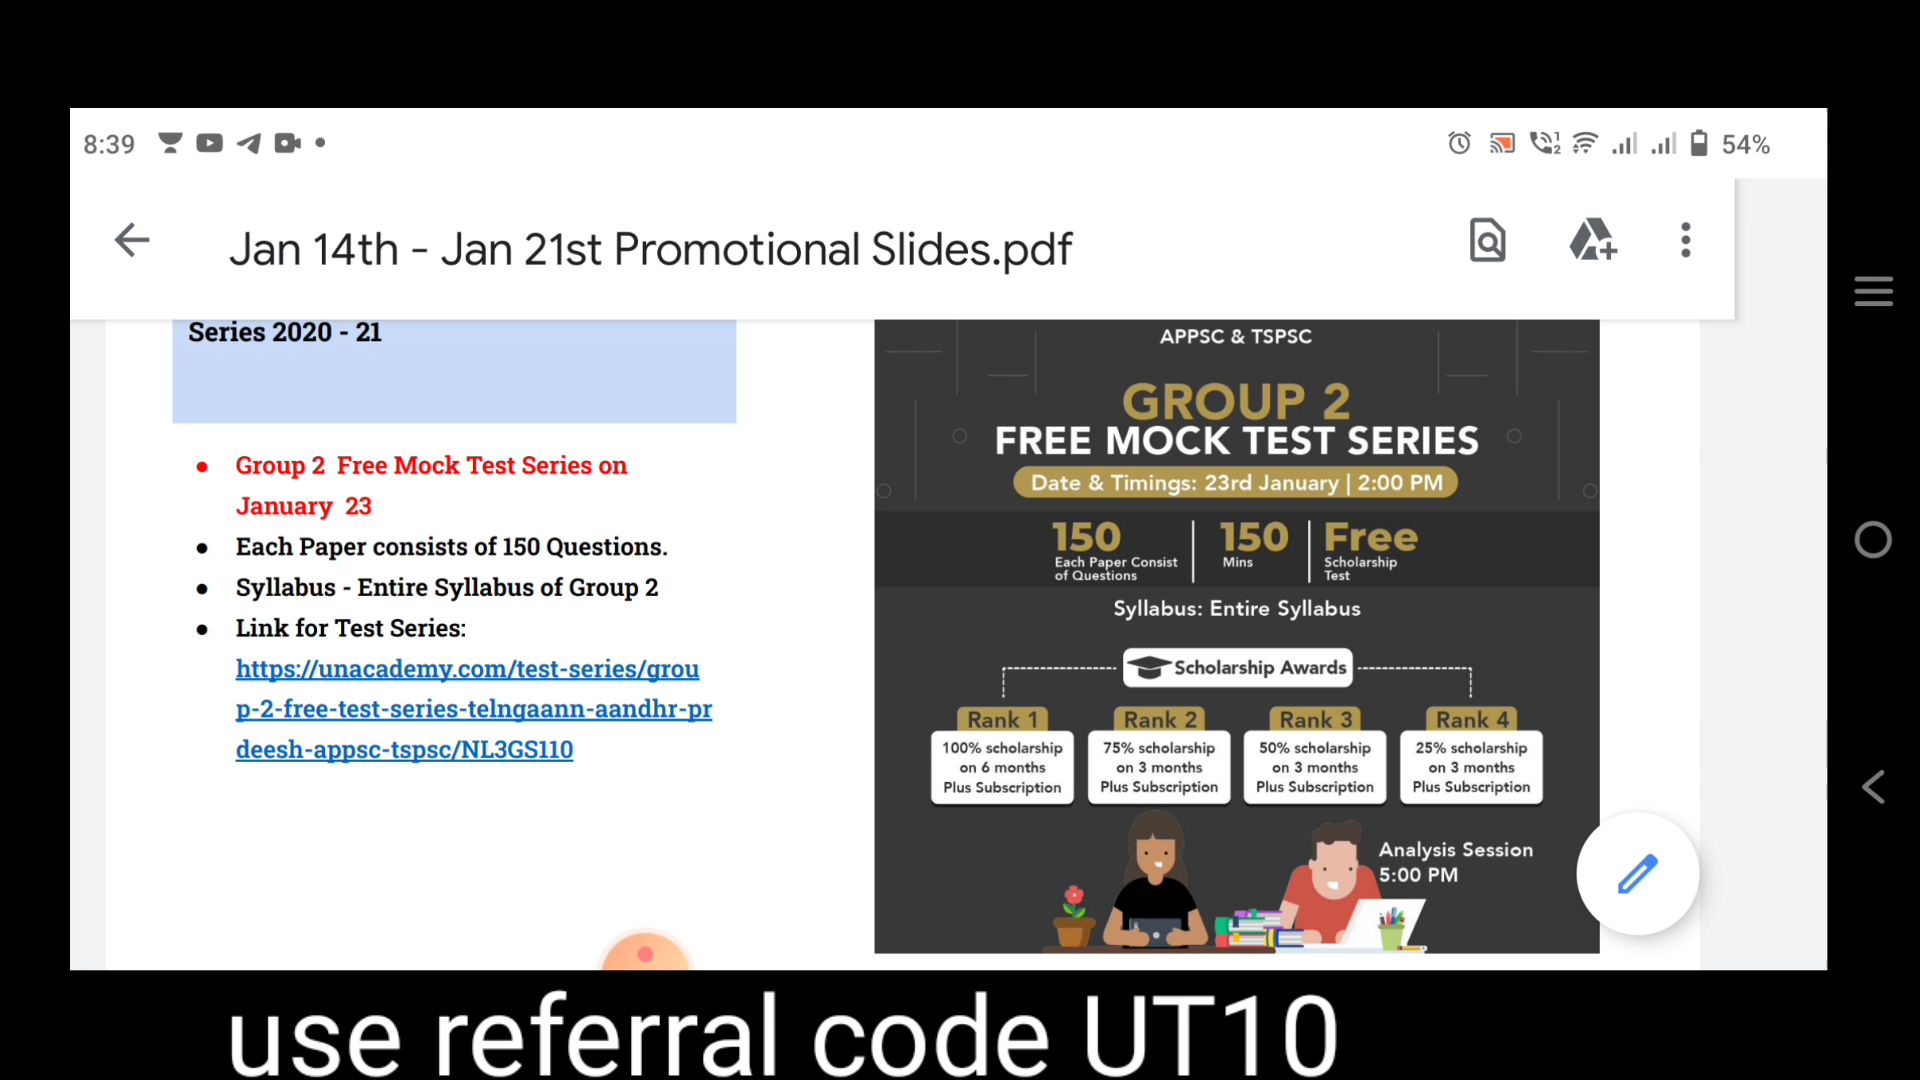 8:39
54%
Jan 14th - Jan 21st Promotional Slides.pdf
Series 2020 - 21
● Group 2 Free Mock Test Series on
January 23
● Each Paper consists of 150 Questions.
● Syllabus - Entire Syllabus of Group 2
● Link for Test Series:
https://unacademy.com/test-series/grou
p-2-free-test-series-telngaann-aandhr-pr
deesh-appsc-tspsc/NL3GS110
APPSC & TSPSC
GROUP 2
FREE MOCK TEST SERIES
Date & Timings: 23rd January | 2:00 PM
150
Each Paper Consist
of Questions
150
Mins
Free
Scholarship
Test
Syllabus: Entire Syllabus
Scholarship Awards
Rank 1
100% scholarship
on 6 months
Plus Subscription
Rank 2
75% scholarship
on 3 months
Plus Subscription
Rank 3
50% scholarship
on 3 months
Plus Subscription
Rank 4
25% scholarship
on 3 months
Plus Subscription
Analysis Session
5:00 PM
use referral code UT10